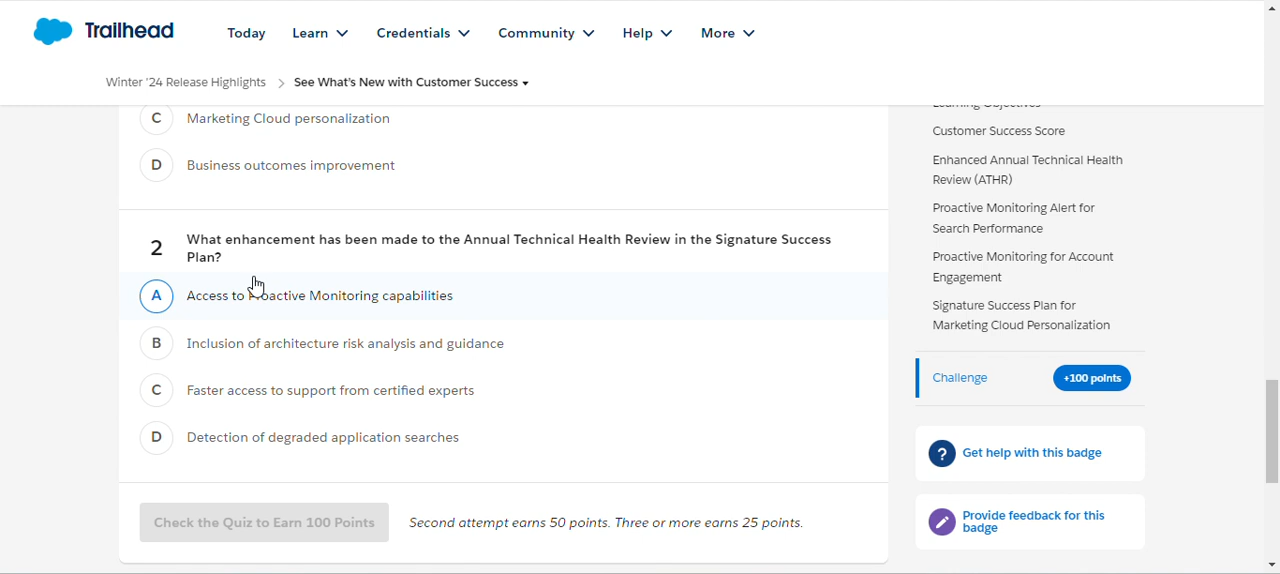 Trailhead
Today Learn Credentials Community Help More
Winter '24 Release Highlights > See What's New with Customer Success
C Marketing Cloud personalization
D Business outcomes improvement
2 What enhancement has been made to the Annual Technical Health Review in the Signature Success
Plan?
A Access to Proactive Monitoring capabilities
B Inclusion of architecture risk analysis and guidance
C Faster access to support from certified experts
D Detection of degraded application searches
Check the Quiz to Earn 100 Points Second attempt earns 50 points. Three or more earns 25 points.
Learning Objectives
Customer Success Score
Enhanced Annual Technical Health
Review (ATHR)
Proactive Monitoring Alert for
Search Performance
Proactive Monitoring for Account
Engagement
Signature Success Plan for
Marketing Cloud Personalization
Challenge +100 points
? Get help with this badge
Provide feedback for this
badge